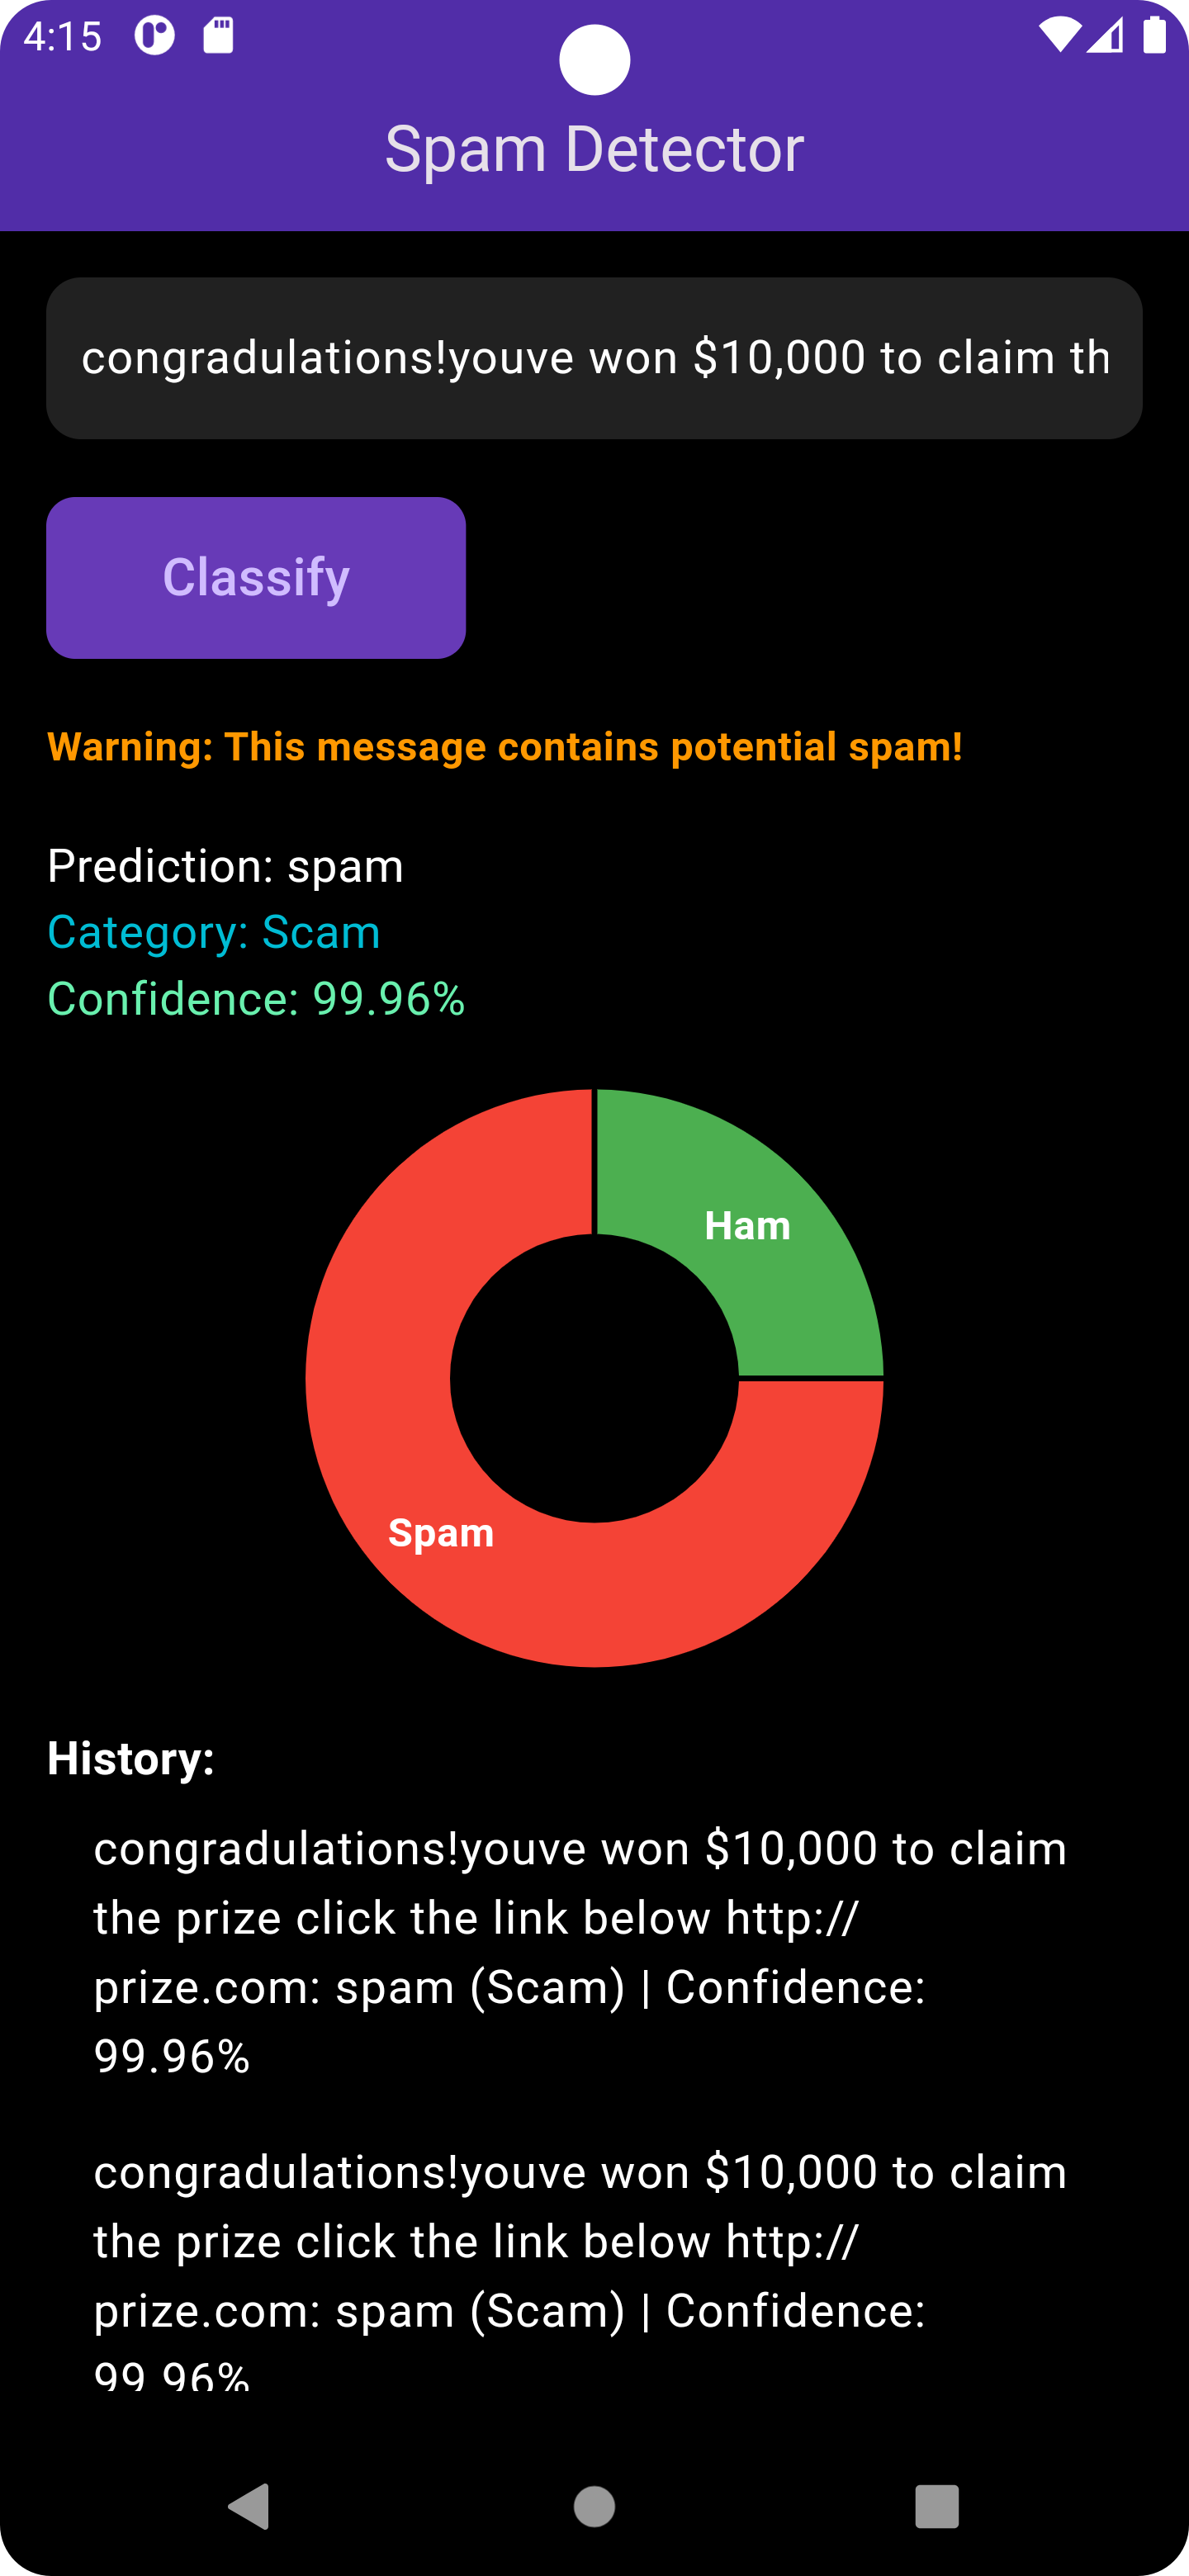 4:15
Spam Detector
congradulations!youve won $10,000 to claim th
Classify
Warning: This message contains potential spam!
Prediction: spam
Category: Scam
Confidence: 99.96%
Ham
Spam
History:
congradulations!youve won $10,000 to claim
the prize click the link below http://
prize.com: spam (Scam) | Confidence:
99.96%
congradulations!youve won $10,000 to claim
the prize click the link below http://
prize.com: spam (Scam) | Confidence:
99.96%